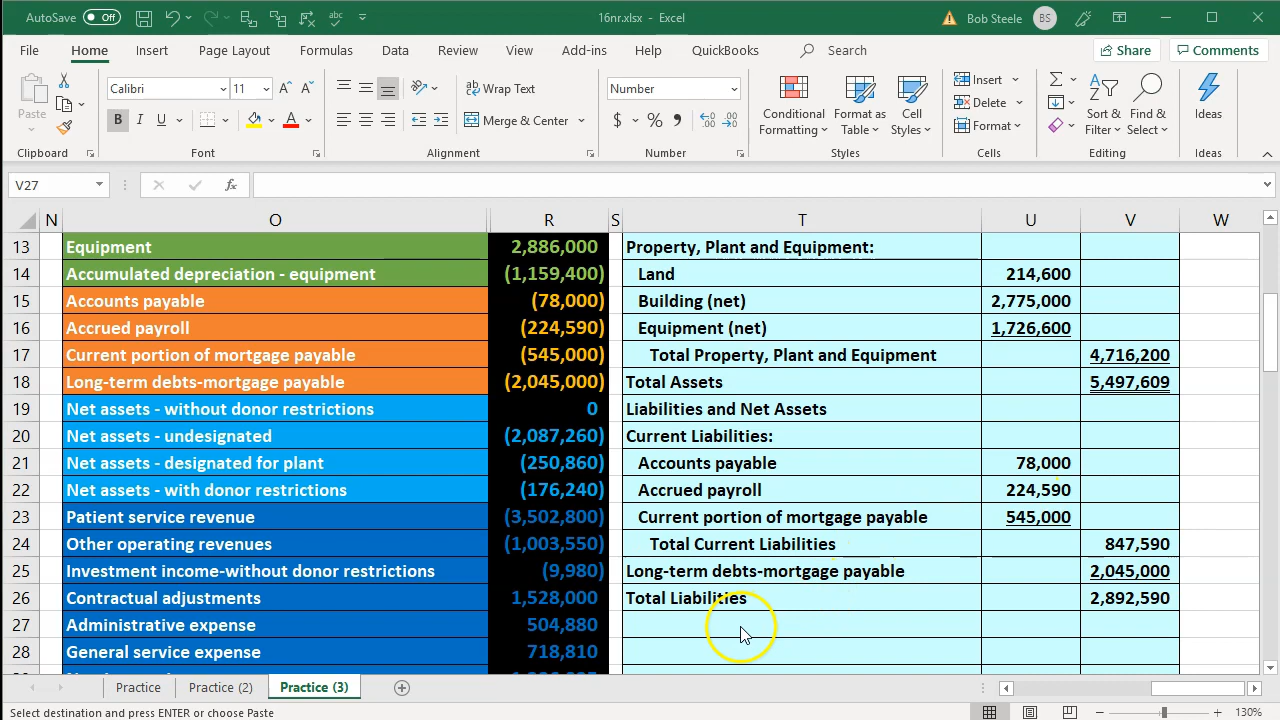 AutoSave Off 16nr.xlsx - Excel Bob Steele BS
File Home Insert Page Layout Formulas Data Review View Add-ins Help QuickBooks Search Share Comments
Paste Calibri 11 Wrap Text Number Conditional Formatting Format as Table Cell Styles Insert Sort & Filter Find & Select Ideas
B I U A Merge & Center $ % , Delete
Format
Clipboard Font Alignment Number Styles Cells Editing Ideas
V27 fx
N O R S T U V W
13 Equipment 2,886,000 Property, Plant and Equipment:
14 Accumulated depreciation - equipment (1,159,400) Land 214,600
15 Accounts payable (78,000) Building (net) 2,775,000
16 Accrued payroll (224,590) Equipment (net) 1,726,600
17 Current portion of mortgage payable (545,000) Total Property, Plant and Equipment 4,716,200
18 Long-term debts-mortgage payable (2,045,000) Total Assets 5,497,609
19 Net assets - without donor restrictions 0 Liabilities and Net Assets
20 Net assets - undesignated (2,087,260) Current Liabilities:
21 Net assets - designated for plant (250,860) Accounts payable 78,000
22 Net assets - with donor restrictions (176,240) Accrued payroll 224,590
23 Patient service revenue (3,502,800) Current portion of mortgage payable 545,000
24 Other operating revenues (1,003,550) Total Current Liabilities 847,590
25 Investment income-without donor restrictions (9,980) Long-term debts-mortgage payable 2,045,000
26 Contractual adjustments 1,528,000 Total Liabilities 2,892,590
27 Administrative expense 504,880
28 General service expense 718,810
Practice Practice (2) Practice (3)
Select destination and press ENTER or choose Paste 130%